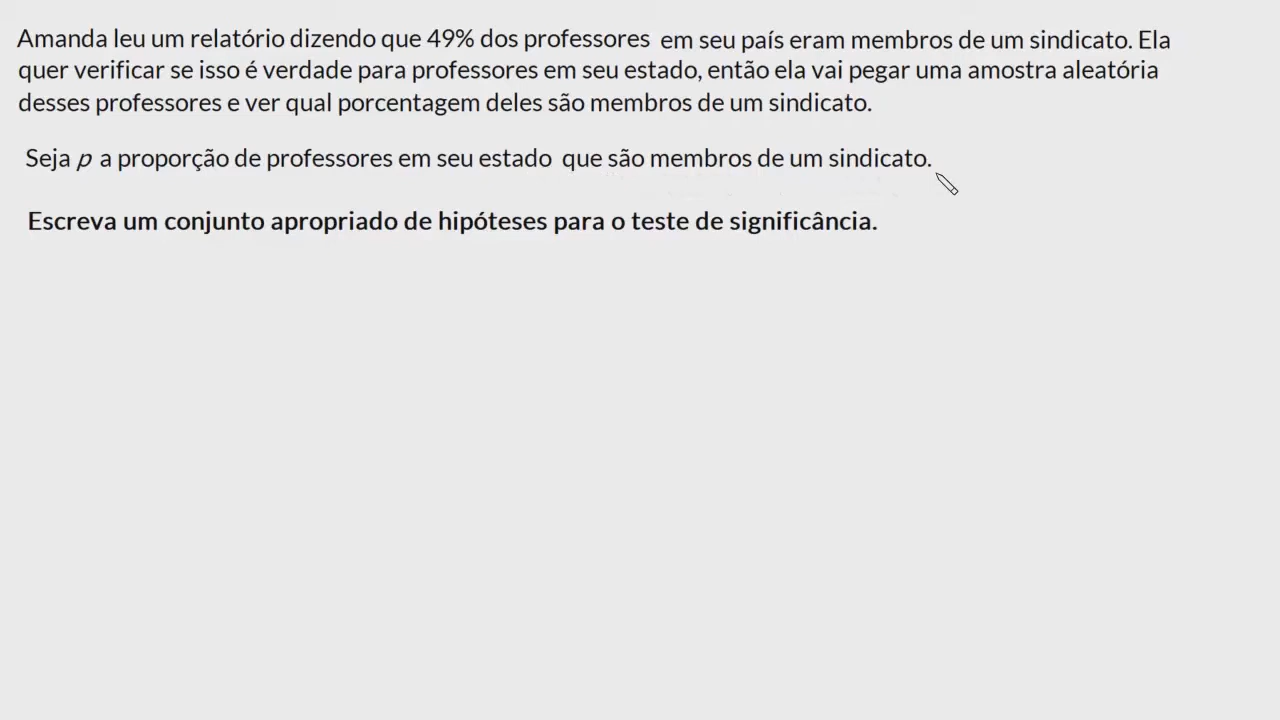 Amanda leu um relatório dizendo que 49% dos professores em seu país eram membros de um sindicato. Ela
quer verificar se isso é verdade para professores em seu estado, então ela vai pegar uma amostra aleatória
desses professores e ver qual porcentagem deles são membros de um sindicato.
Seja p a proporção de professores em seu estado que são membros de um sindicato.
Escreva um conjunto apropriado de hipóteses para o teste de significância.